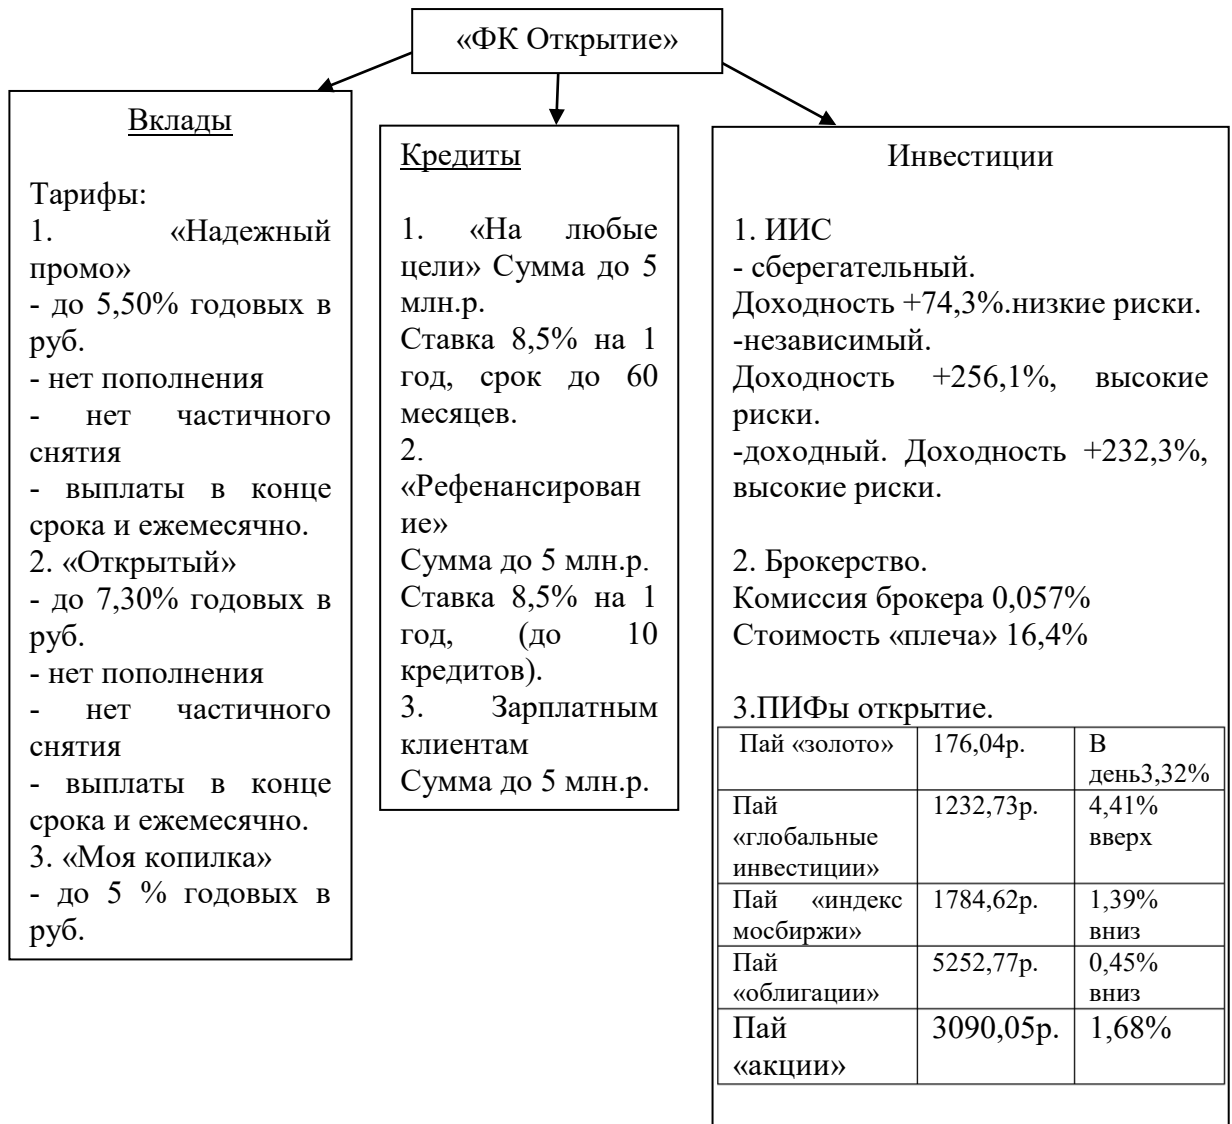 «ФК Открытие»
Вклады
Тарифы:
1. «Надежный
промо»
- до 5,50% годовых в
руб.
- нет пополнения
- нет частичного
снятия
- выплаты в конце
срока и ежемесячно.
2. «Открытый»
- до 7,30% годовых в
руб.
- нет пополнения
- нет частичного
снятия
- выплаты в конце
срока и ежемесячно.
3. «Моя копилка»
- до 5 % годовых в
руб.
Кредиты
1. «На любые
цели» Сумма до 5
млн.р.
Ставка 8,5% на 1
год, срок до 60
месяцев.
2.
«Рефенансирован
ие»
Сумма до 5 млн.р.
Ставка 8,5% на 1
год, (до 10
кредитов).
3. Зарплатным
клиентам
Сумма до 5 млн.р.
Инвестиции
1. ИИС
- сберегательный.
Доходность +74,3%.низкие риски.
-независимый.
Доходность +256,1%, высокие
риски.
-доходный. Доходность +232,3%,
высокие риски.
2. Брокерство.
Комиссия брокера 0,057%
Стоимость «плеча» 16,4%
3.ПИФы открытие.
Пай «золото» 176,04р. В
день3,32%
Пай 1232,73р. 4,41%
«глобальные вверх
инвестиции»
Пай «индекс 1784,62р. 1,39%
мосбиржи» вниз
Пай 5252,77р. 0,45%
«облигации» вниз
Пай 3090,05р. 1,68%
«акции»